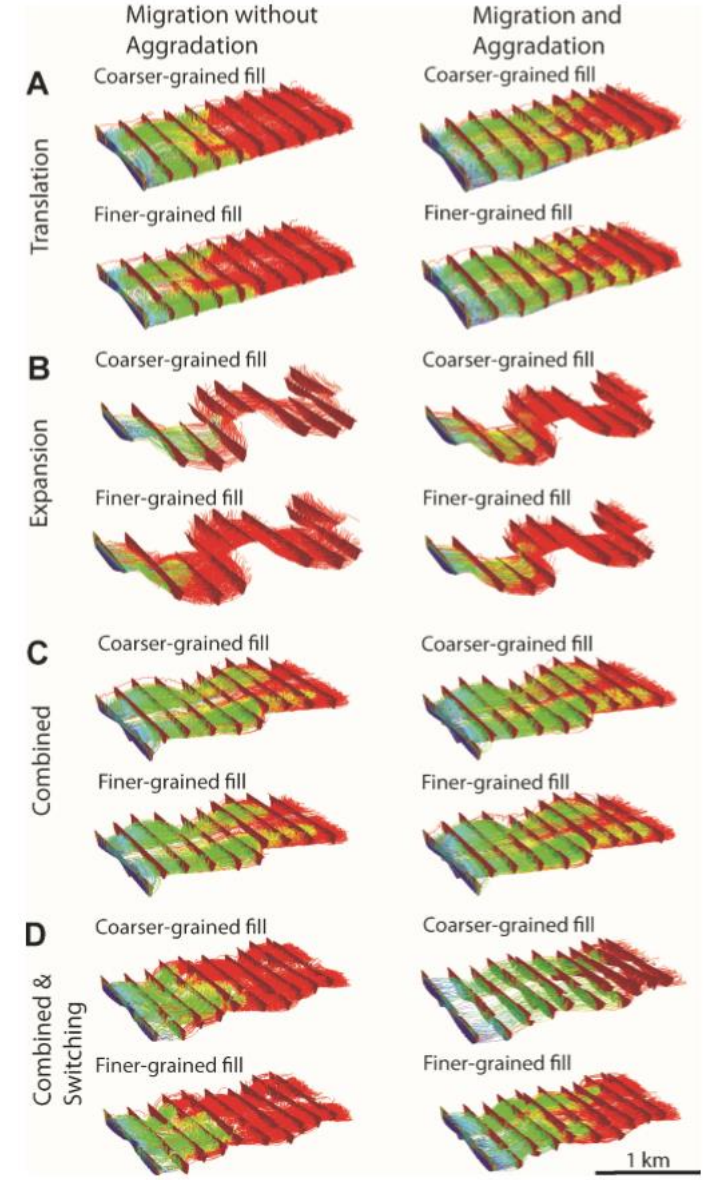 Migration without
Aggradation
Migration and
Aggradation
A
Translation
Coarser-grained fill
Coarser-grained fill
Finer-grained fill
Finer-grained fill
B
Expansion
Coarser-grained fill
Coarser-grained fill
Finer-grained fill
Finer-grained fill
C
Combined
Coarser-grained fill
Coarser-grained fill
Finer-grained fill
Finer-grained fill
D
Combined &
Switching
Coarser-grained fill
Coarser-grained fill
Finer-grained fill
Finer-grained fill
1 km